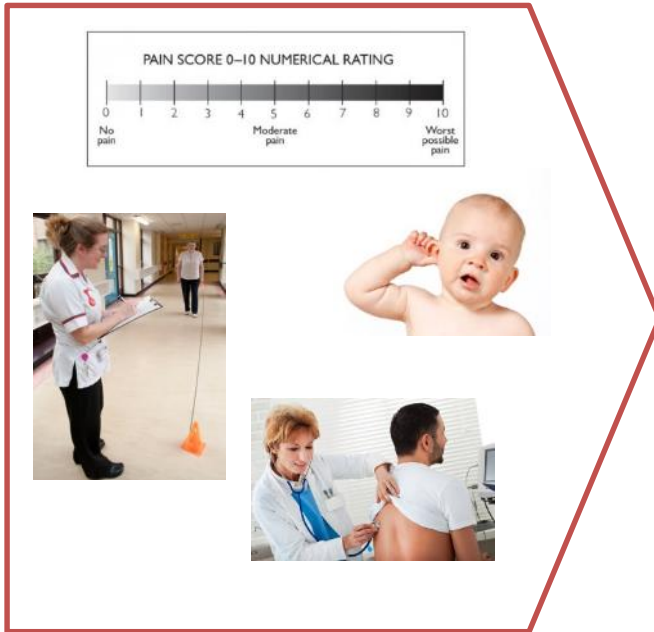 PAIN SCORE 0–10 NUMERICAL RATING
0 1 2 3 4 5 6 7 8 9 10
No pain
Moderate pain
Worst possible pain